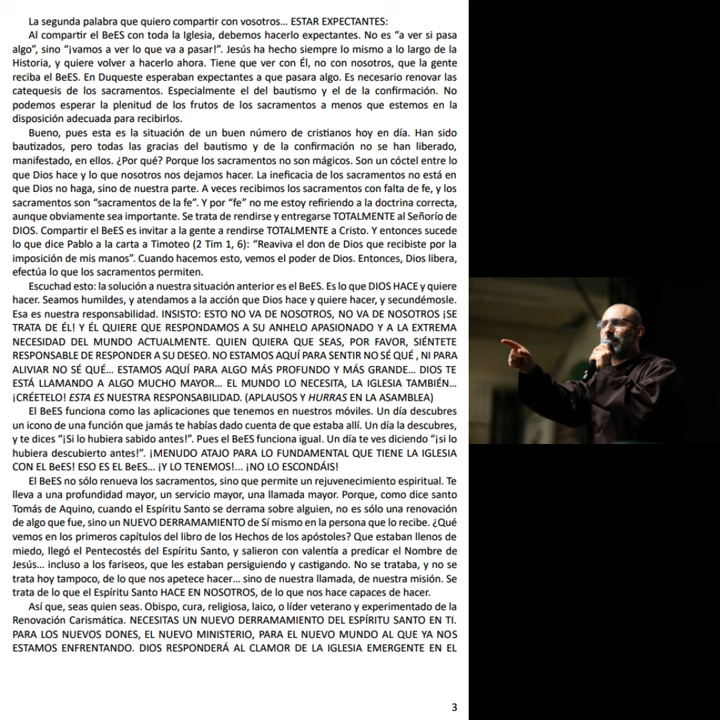 La segunda palabra que quiero compartir con vosotros... ESTAR EXPECTANTES:
Al compartir el BeES con toda la Iglesia, debemos hacerlo expectantes. No es “a ver si pasa
algo”, sino “¡vamos a ver lo que va a pasar!”. Jesús ha hecho siempre lo mismo a lo largo de la
Historia, y quiere volver a hacerlo ahora. Tiene que ver con Él, no con nosotros, que la gente
reciba el BeES. En Duqueste esperaban expectantes a que pasara algo. Es necesario renovar las
catequesis de los sacramentos. Especialmente el del bautismo y el de la confirmación. No
podemos esperar la plenitud de los frutos de los sacramentos a menos que estemos en la
disposición adecuada para recibirlos.
Bueno, pues esta es la situación de un buen número de cristianos hoy en día. Han sido
bautizados, pero todas las gracias del bautismo y de la confirmación no se han liberado,
manifestado, en ellos. ¿Por qué? Porque los sacramentos no son mágicos. Son un cóctel entre lo
que Dios hace y lo que nosotros nos dejamos hacer. La ineficacia de los sacramentos no está en
que Dios no haga, sino de nuestra parte. A veces recibimos los sacramentos con falta de fe, y los
sacramentos son “sacramentos de la fe”. Y por “fe” no me estoy refiriendo a la doctrina correcta,
aunque obviamente sea importante. Se trata de rendirse y entregarse TOTALMENTE al Señorío de
DIOS. Compartir el BeES es invitar a la gente a rendirse TOTALMENTE a Cristo. Y entonces sucede
lo que dice Pablo a la carta a Timoteo (2 Tim 1, 6): “Reaviva el don de Dios que recibiste por la
imposición de mis manos”. Cuando hacemos esto, vemos el poder de Dios. Entonces, Dios libera,
efectúa lo que los sacramentos permiten.
Escuchad esto: la solución a nuestra situación anterior es el BeES. Es lo que DIOS HACE y quiere
hacer. Seamos humildes, y atendamos a la acción que Dios hace y quiere hacer, y secundémosle.
Esa es nuestra responsabilidad. INSISTO: ESTO NO VA DE NOSOTROS, NO VA DE NOSOTROS ¡SE
TRATA DE ÉL! Y ÉL QUIERE QUE RESPONDAMOS A SU ANHELO APASIONADO Y A LA EXTREMA
NECESIDAD DEL MUNDO ACTUALMENTE. QUIEN QUIERA QUE SEAS, POR FAVOR, SIÉNTETE
RESPONSABLE DE RESPONDER A SU DESEO. NO ESTAMOS AQUÍ PARA SENTIR NO SÉ QUÉ , NI PARA
ALIVIAR NO SÉ QUÉ... ESTAMOS AQUÍ PARA ALGO MÁS PROFUNDO Y MÁS GRANDE... DIOS TE
ESTÁ LLAMANDO A ALGO MUCHO MAYOR... EL MUNDO LO NECESITA, LA IGLESIA TAMBIÉN...
¡CRÉETELO! ESTA ES NUESTRA RESPONSABILIDAD. (APLAUSOS Y HURRAS EN LA ASAMBLEA)
El BeES funciona como las aplicaciones que tenemos en nuestros móviles. Un día descubres
un icono de una función que jamás te habías dado cuenta de que estaba allí. Un día la descubres,
y te dices “¡Si lo hubiera sabido antes!”. Pues el BeES funciona igual. Un día te ves diciendo “¡si lo
hubiera descubierto antes!”. ¡MENUDO ATAJO PARA LO FUNDAMENTAL QUE TIENE LA IGLESIA
CON EL BeES! ESO ES EL BeES... ¡Y LO TENEMOS!... ¡NO LO ESCONDÁIS!
El BeES no sólo renueva los sacramentos, sino que permite un rejuvenecimiento espiritual. Te
lleva a una profundidad mayor, un servicio mayor, una llamada mayor. Porque, como dice santo
Tomás de Aquino, cuando el Espíritu Santo se derrama sobre alguien, no es sólo una renovación
de algo que fue, sino un NUEVO DERRAMAMIENTO de Sí mismo en la persona que lo recibe. ¿Qué
vemos en los primeros capítulos del libro de los Hechos de los apóstoles? Que estaban llenos de
miedo, llegó el Pentecostés del Espíritu Santo, y salieron con valentía a predicar el Nombre de
Jesús... incluso a los fariseos, que les estaban persiguiendo y castigando. No se trataba, y no se
trata hoy tampoco, de lo que nos apetece hacer... sino de nuestra llamada, de nuestra misión. Se
trata de lo que el Espíritu Santo HACE EN NOSOTROS, de lo que nos hace capaces de hacer.
Así que, seas quien seas. Obispo, cura, religiosa, laico, o líder veterano y experimentado de la
Renovación Carismática. NECESITAS UN NUEVO DERRAMAMIENTO DEL ESPÍRITU SANTO EN TI.
PARA LOS NUEVOS DONES, EL NUEVO MINISTERIO, PARA EL NUEVO MUNDO AL QUE YA NOS
ESTAMOS ENFRENTANDO. DIOS RESPONDERÁ AL CLAMOR DE LA IGLESIA EMERGENTE EN EL
3